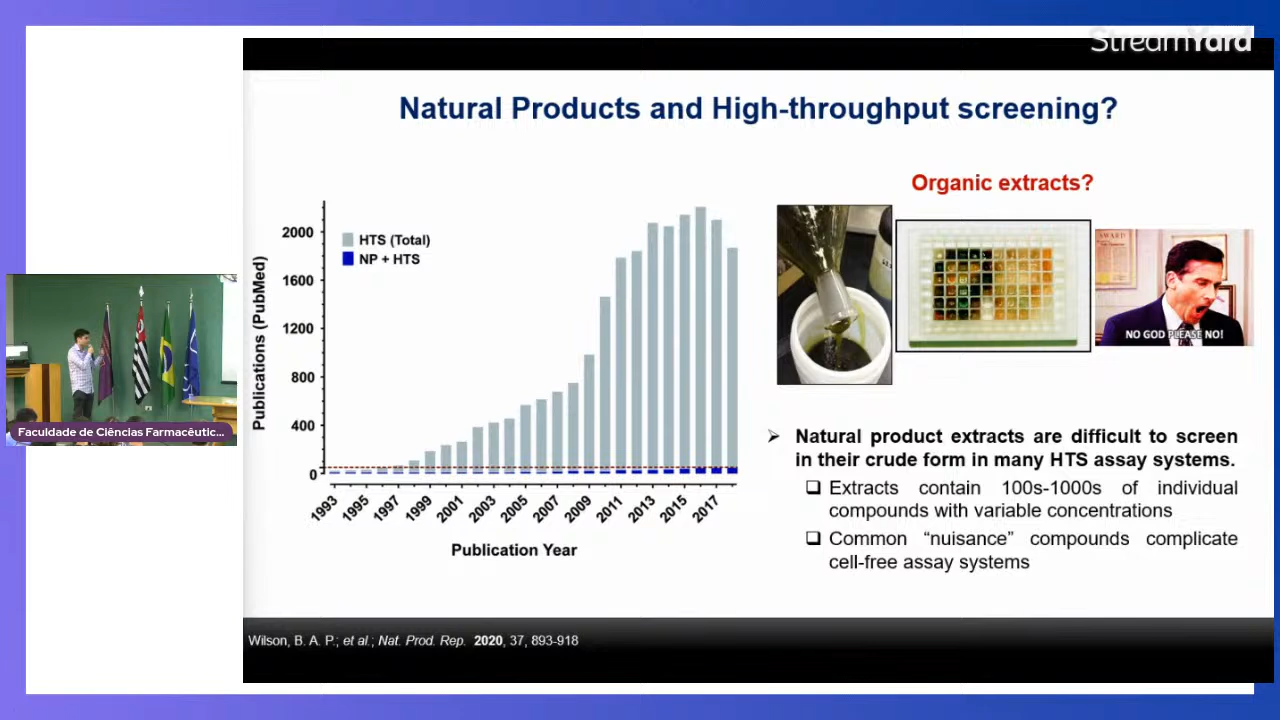 StreamYard
Natural Products and High-throughput screening?
Organic extracts?
HTS (Total)
NP + HTS
Publications (PubMed)
2000
1600
1200
800
400
0
1993
1995
1997
1999
2001
2003
2005
2007
2009
2011
2013
2015
2017
Publication Year
AWARD
NO GOD PLEASE NO!
Natural product extracts are difficult to screen
in their crude form in many HTS assay systems.
Extracts contain 100s-1000s of individual
compounds with variable concentrations
Common “nuisance” compounds complicate
cell-free assay systems
Faculdade de Ciências Farmacêutic...
Wilson, B. A. P.; et al.; Nat. Prod. Rep. 2020, 37, 893-918